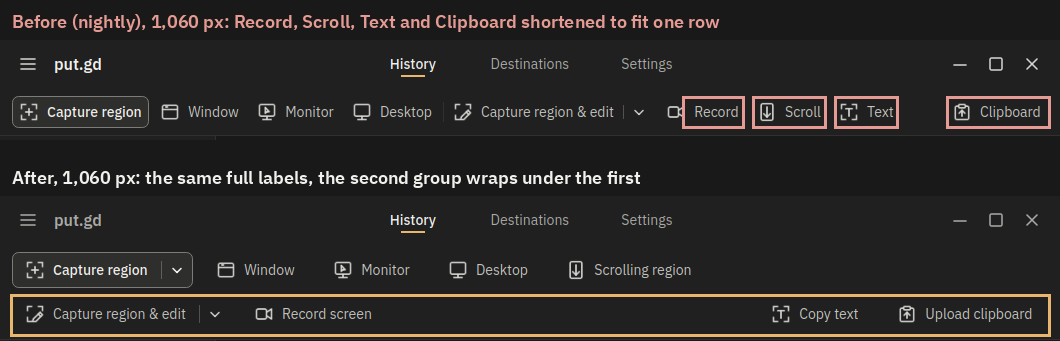 Before (nightly), 1,060 px: Record, Scroll, Text and Clipboard shortened to fit one row
put.gd History Destinations Settings
Capture region Window Monitor Desktop Capture region & edit Record Scroll Text Clipboard
After, 1,060 px: the same full labels, the second group wraps under the first
put.gd History Destinations Settings
Capture region Window Monitor Desktop Scrolling region
Capture region & edit Record screen Copy text Upload clipboard